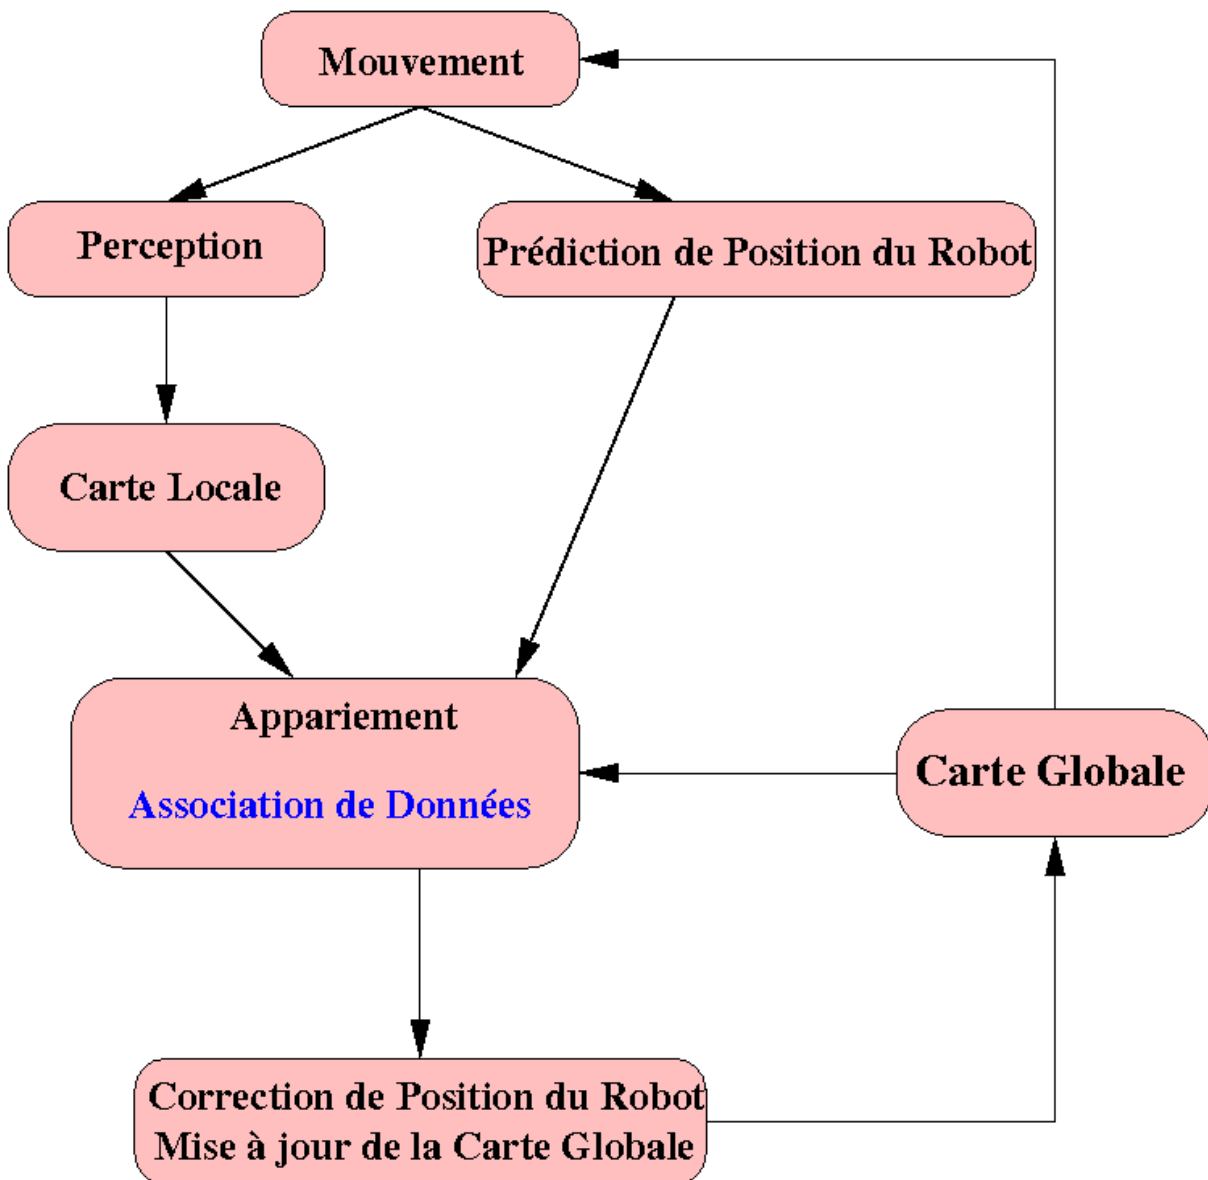 Mouvement
Perception
Prédiction de Position du Robot
Carte Locale
Appariement
Association de Données
Carte Globale
Correction de Position du Robot
Mise à jour de la Carte Globale